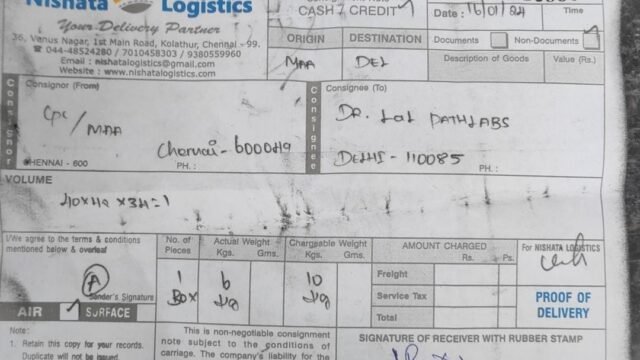 Nishata Logistics
Your Delivery Partner
36, Venus Nagar, 1st Main Road, Kolathur, Chennai - 99.
☎ 044-48524280 / 7010458303 / 9380559960
Email : nishatalogistics@gmail.com
Website : www.nishatalogistics.com
CASH / CREDIT
Date : 16/01/24
Time
ORIGIN
DESTINATION
Documents
Non-Documents
MAA
DEL
Description of Goods
Value (Rs.)
Consignor
Consignor (From)
CPC/
MAA
Chennai - 600049
CHENNAI - 600
PH. :
Consignee
Consignee (To)
DR. Lal PATHLABS
DELHI - 110085
PH. :
VOLUME
40x49x34=1
I/We agree to the terms & conditions
mentioned below & overleaf
Sender's Signature
AIR
SURFACE
No. of
Pieces
1
Box
Actual Weight
Kgs. Gms.
6
kg
Chargeable Weight
Kgs. Gms.
10
kg
AMOUNT CHARGED
Rs. Ps.
Freight
Service Tax
Total
For NISHATA LOGISTICS
PROOF OF
DELIVERY
Note:
1. Retain this copy for your records.
Duplicate will not be issued
This is non-negotiable consignment
note subject to the conditions of
carriage. The company's liability for the
SIGNATURE OF RECEIVER WITH RUBBER STAMP